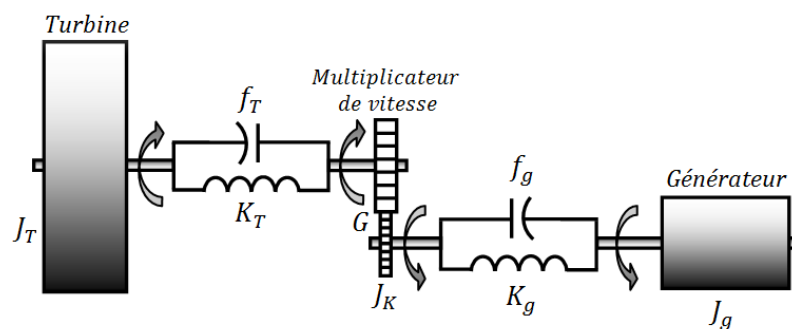 Turbine
Multiplicateur
de vitesse
f_T
K_T
J_T
G
J_K
f_g
K_g
Générateur
J_g